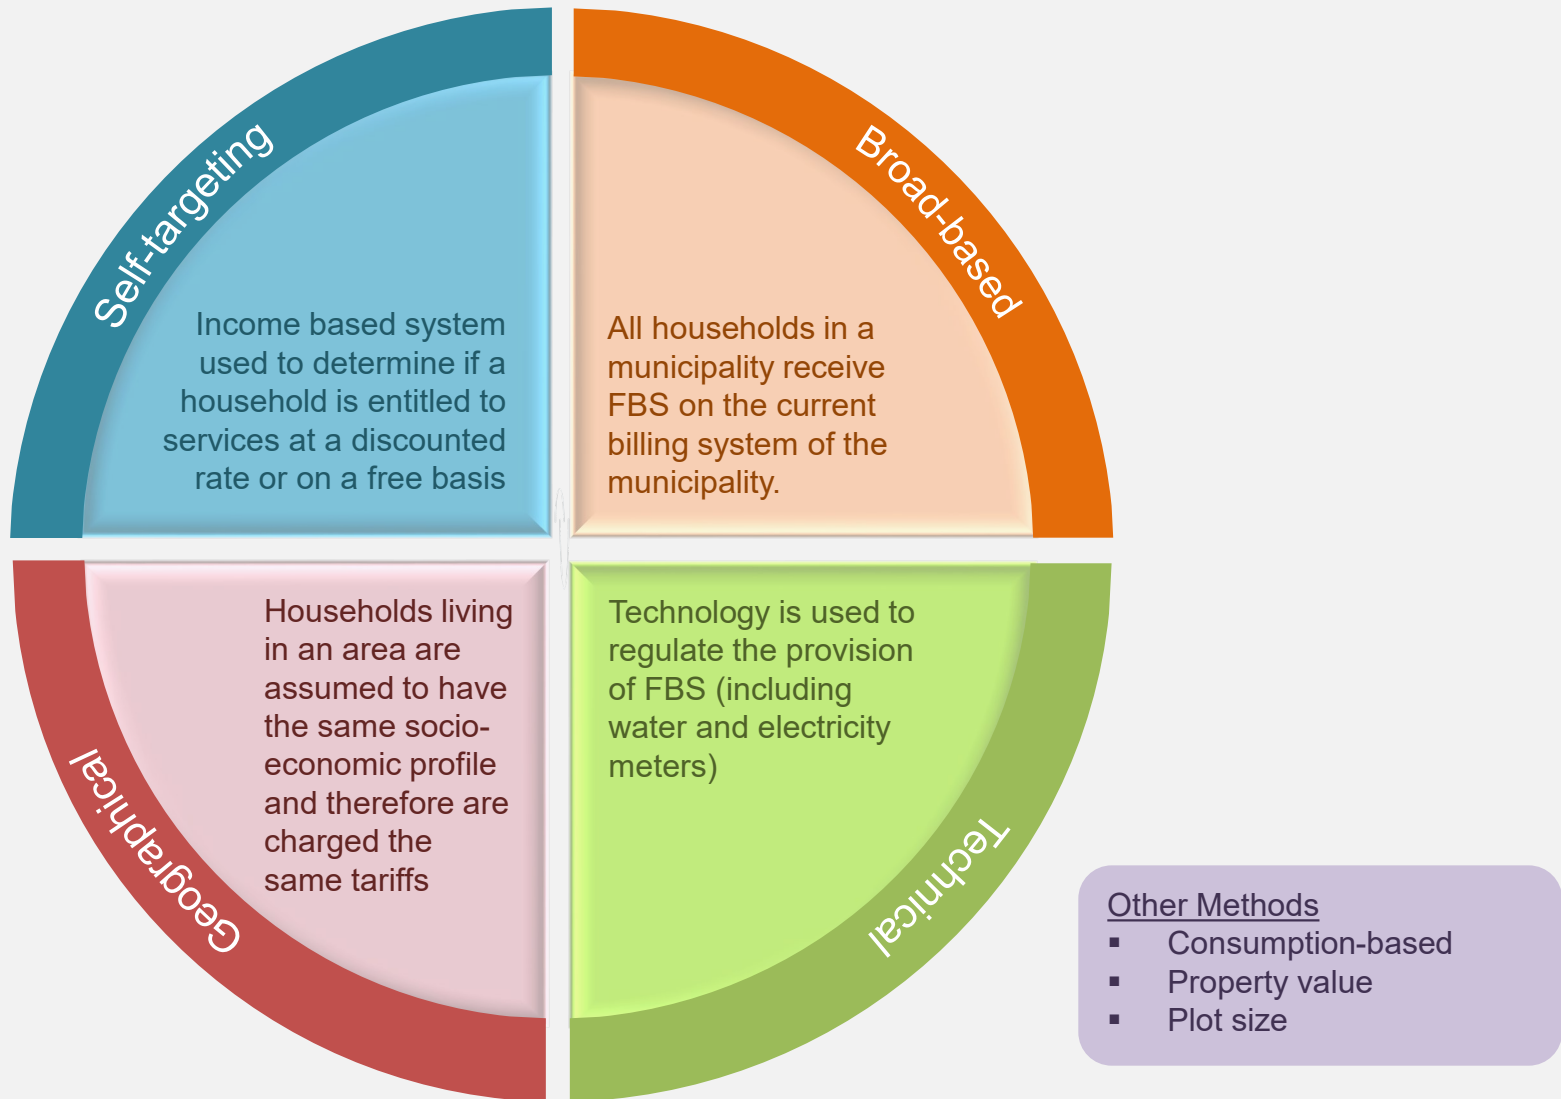 Self-targeting
Income based system
used to determine if a
household is entitled to
services at a discounted
rate or on a free basis
Broad-based
All households in a
municipality receive
FBS on the current
billing system of the
municipality.
Geographical
Households living
in an area are
assumed to have
the same socio-
economic profile
and therefore are
charged the
same tariffs
Technical
Technology is used to
regulate the provision
of FBS (including
water and electricity
meters)
Other Methods
▪ Consumption-based
▪ Property value
▪ Plot size